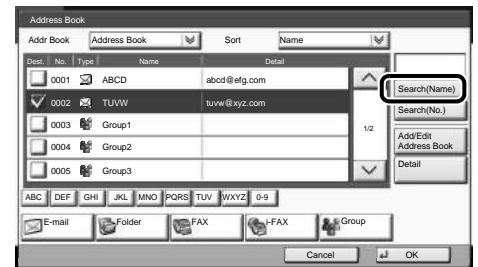 Address Book
Addr Book Address Book Sort Name
Dest. No. Type Name Detail
0001 ABCD abcd@efg.com
0002 TUVW tuvw@xyz.com
0003 Group1
0004 Group2
0005 Group3
1/2
Search(Name)
Search(No.)
Add/Edit
Address Book
Detail
ABC DEF GHI JKL MNO PQRS TUV WXYZ 0-9
E-mail Folder FAX i-FAX Group
Cancel OK